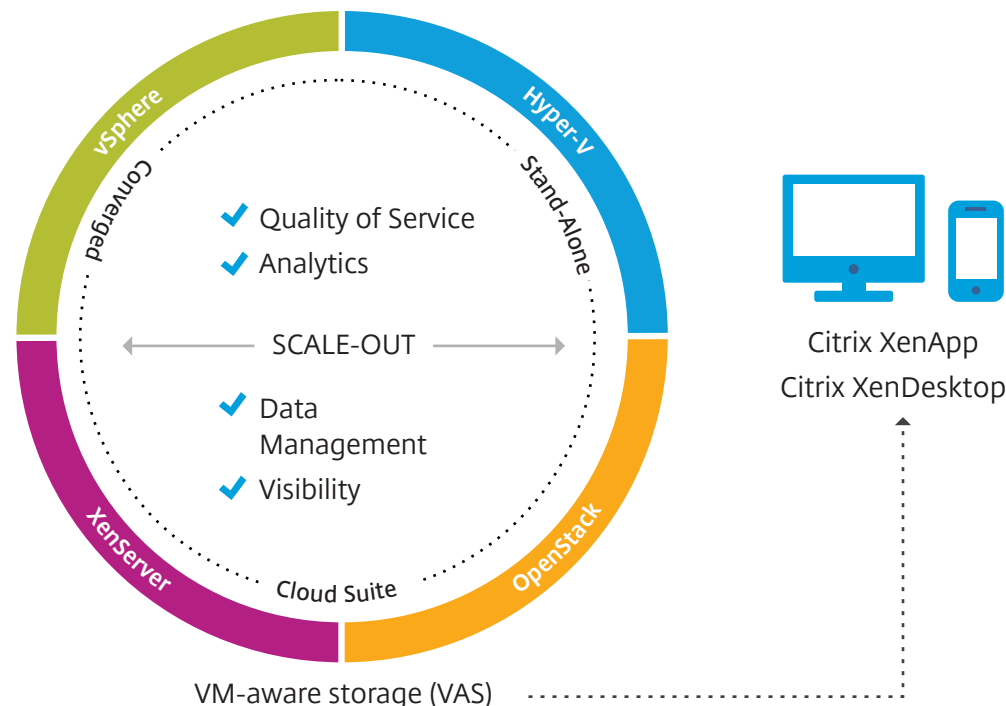 vSphere
Hyper-V
Converged
Stand-Alone
Quality of Service
Analytics
SCALE-OUT
Data
Management
Visibility
XenServer
OpenStack
Cloud Suite
VM-aware storage (VAS)
Citrix XenApp
Citrix XenDesktop